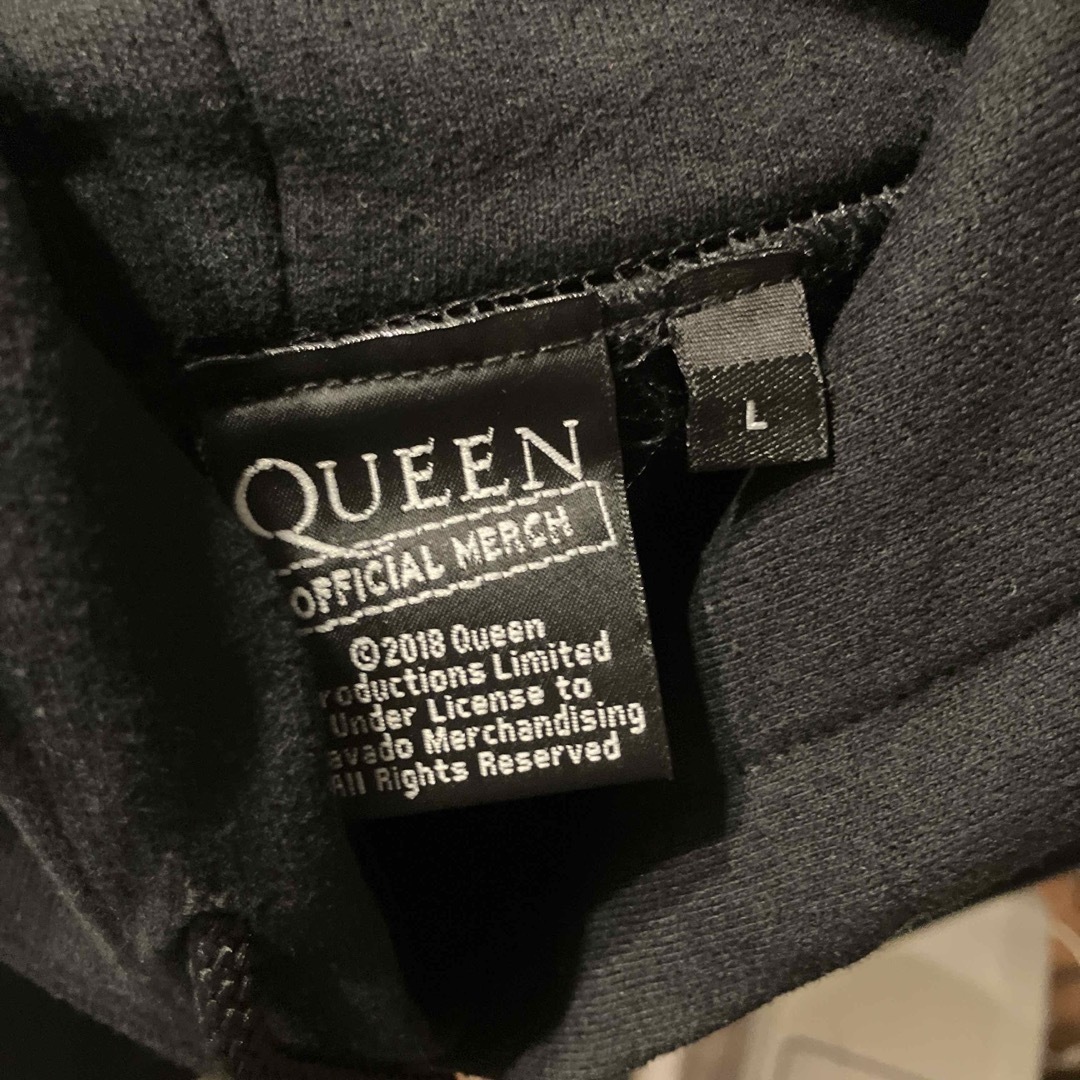 QUEEN
OFFICIAL MERCH
©2018 Queen
roductions Limited
Under License to
avado Merchandising
All Rights Reserved
L